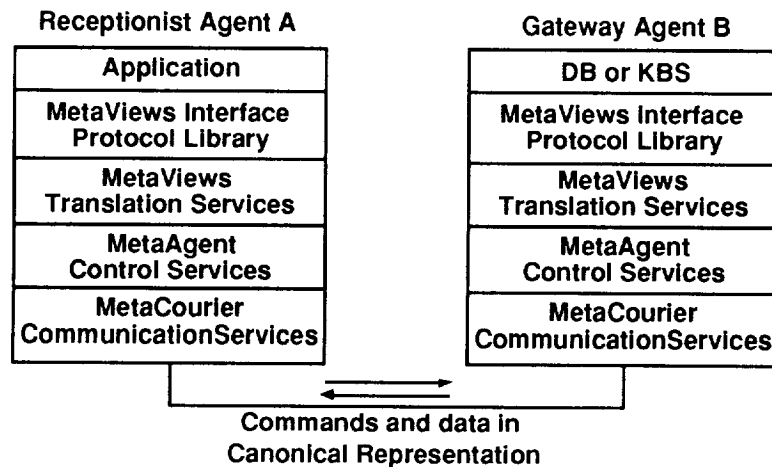 Receptionist Agent A
Application
MetaViews Interface
Protocol Library
MetaViews
Translation Services
MetaAgent
Control Services
MetaCourier
CommunicationServices
Gateway Agent B
DB or KBS
MetaViews Interface
Protocol Library
MetaViews
Translation Services
MetaAgent
Control Services
MetaCourier
CommunicationServices
Commands and data in
Canonical Representation